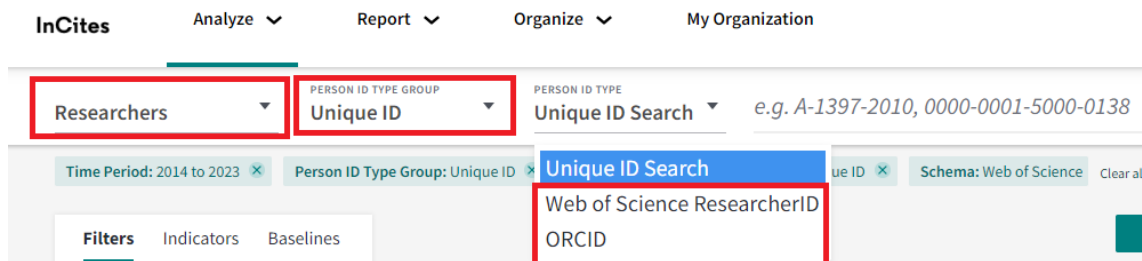 InCites Analyze Report Organize My Organization
PERSON ID TYPE GROUP PERSON ID TYPE
Researchers Unique ID Unique ID Search e.g. A-1397-2010, 0000-0001-5000-0138
Time Period: 2014 to 2023 Person ID Type Group: Unique ID ue ID Schema: Web of Science Clear al
Unique ID Search
Web of Science ResearcherID
Filters Indicators Baselines ORCID